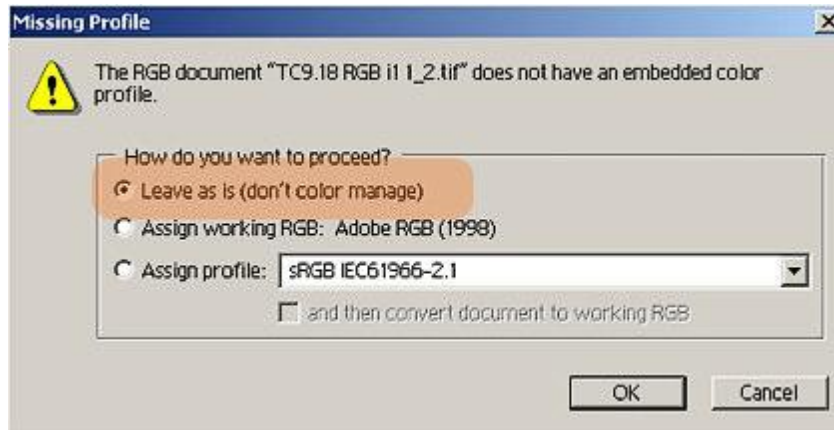 Missing Profile
The RGB document "TC9.18 RGB i1 1_2.tif" does not have an embedded color
profile.
How do you want to proceed?
Leave as is (don't color manage)
Assign working RGB: Adobe RGB (1998)
Assign profile: sRGB IEC61966-2.1
and then convert document to working RGB
OK Cancel